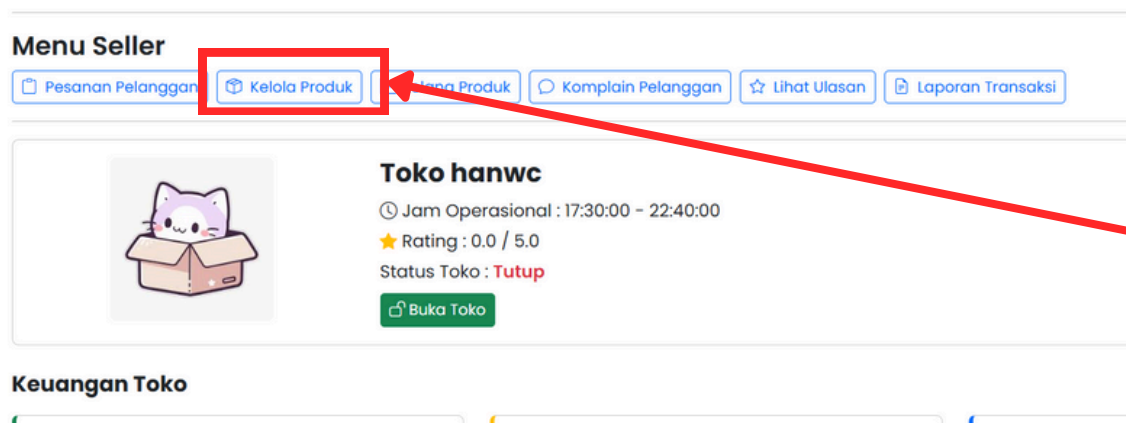 Menu Seller
Pesanan Pelanggan Kelola Produk Produk Komplain Pelanggan Lihat Ulasan Laporan Transaksi
Toko hanwc
Jam Operasional : 17:30:00 - 22:40:00
Rating : 0.0 / 5.0
Status Toko : Tutup
Buka Toko
Keuangan Toko